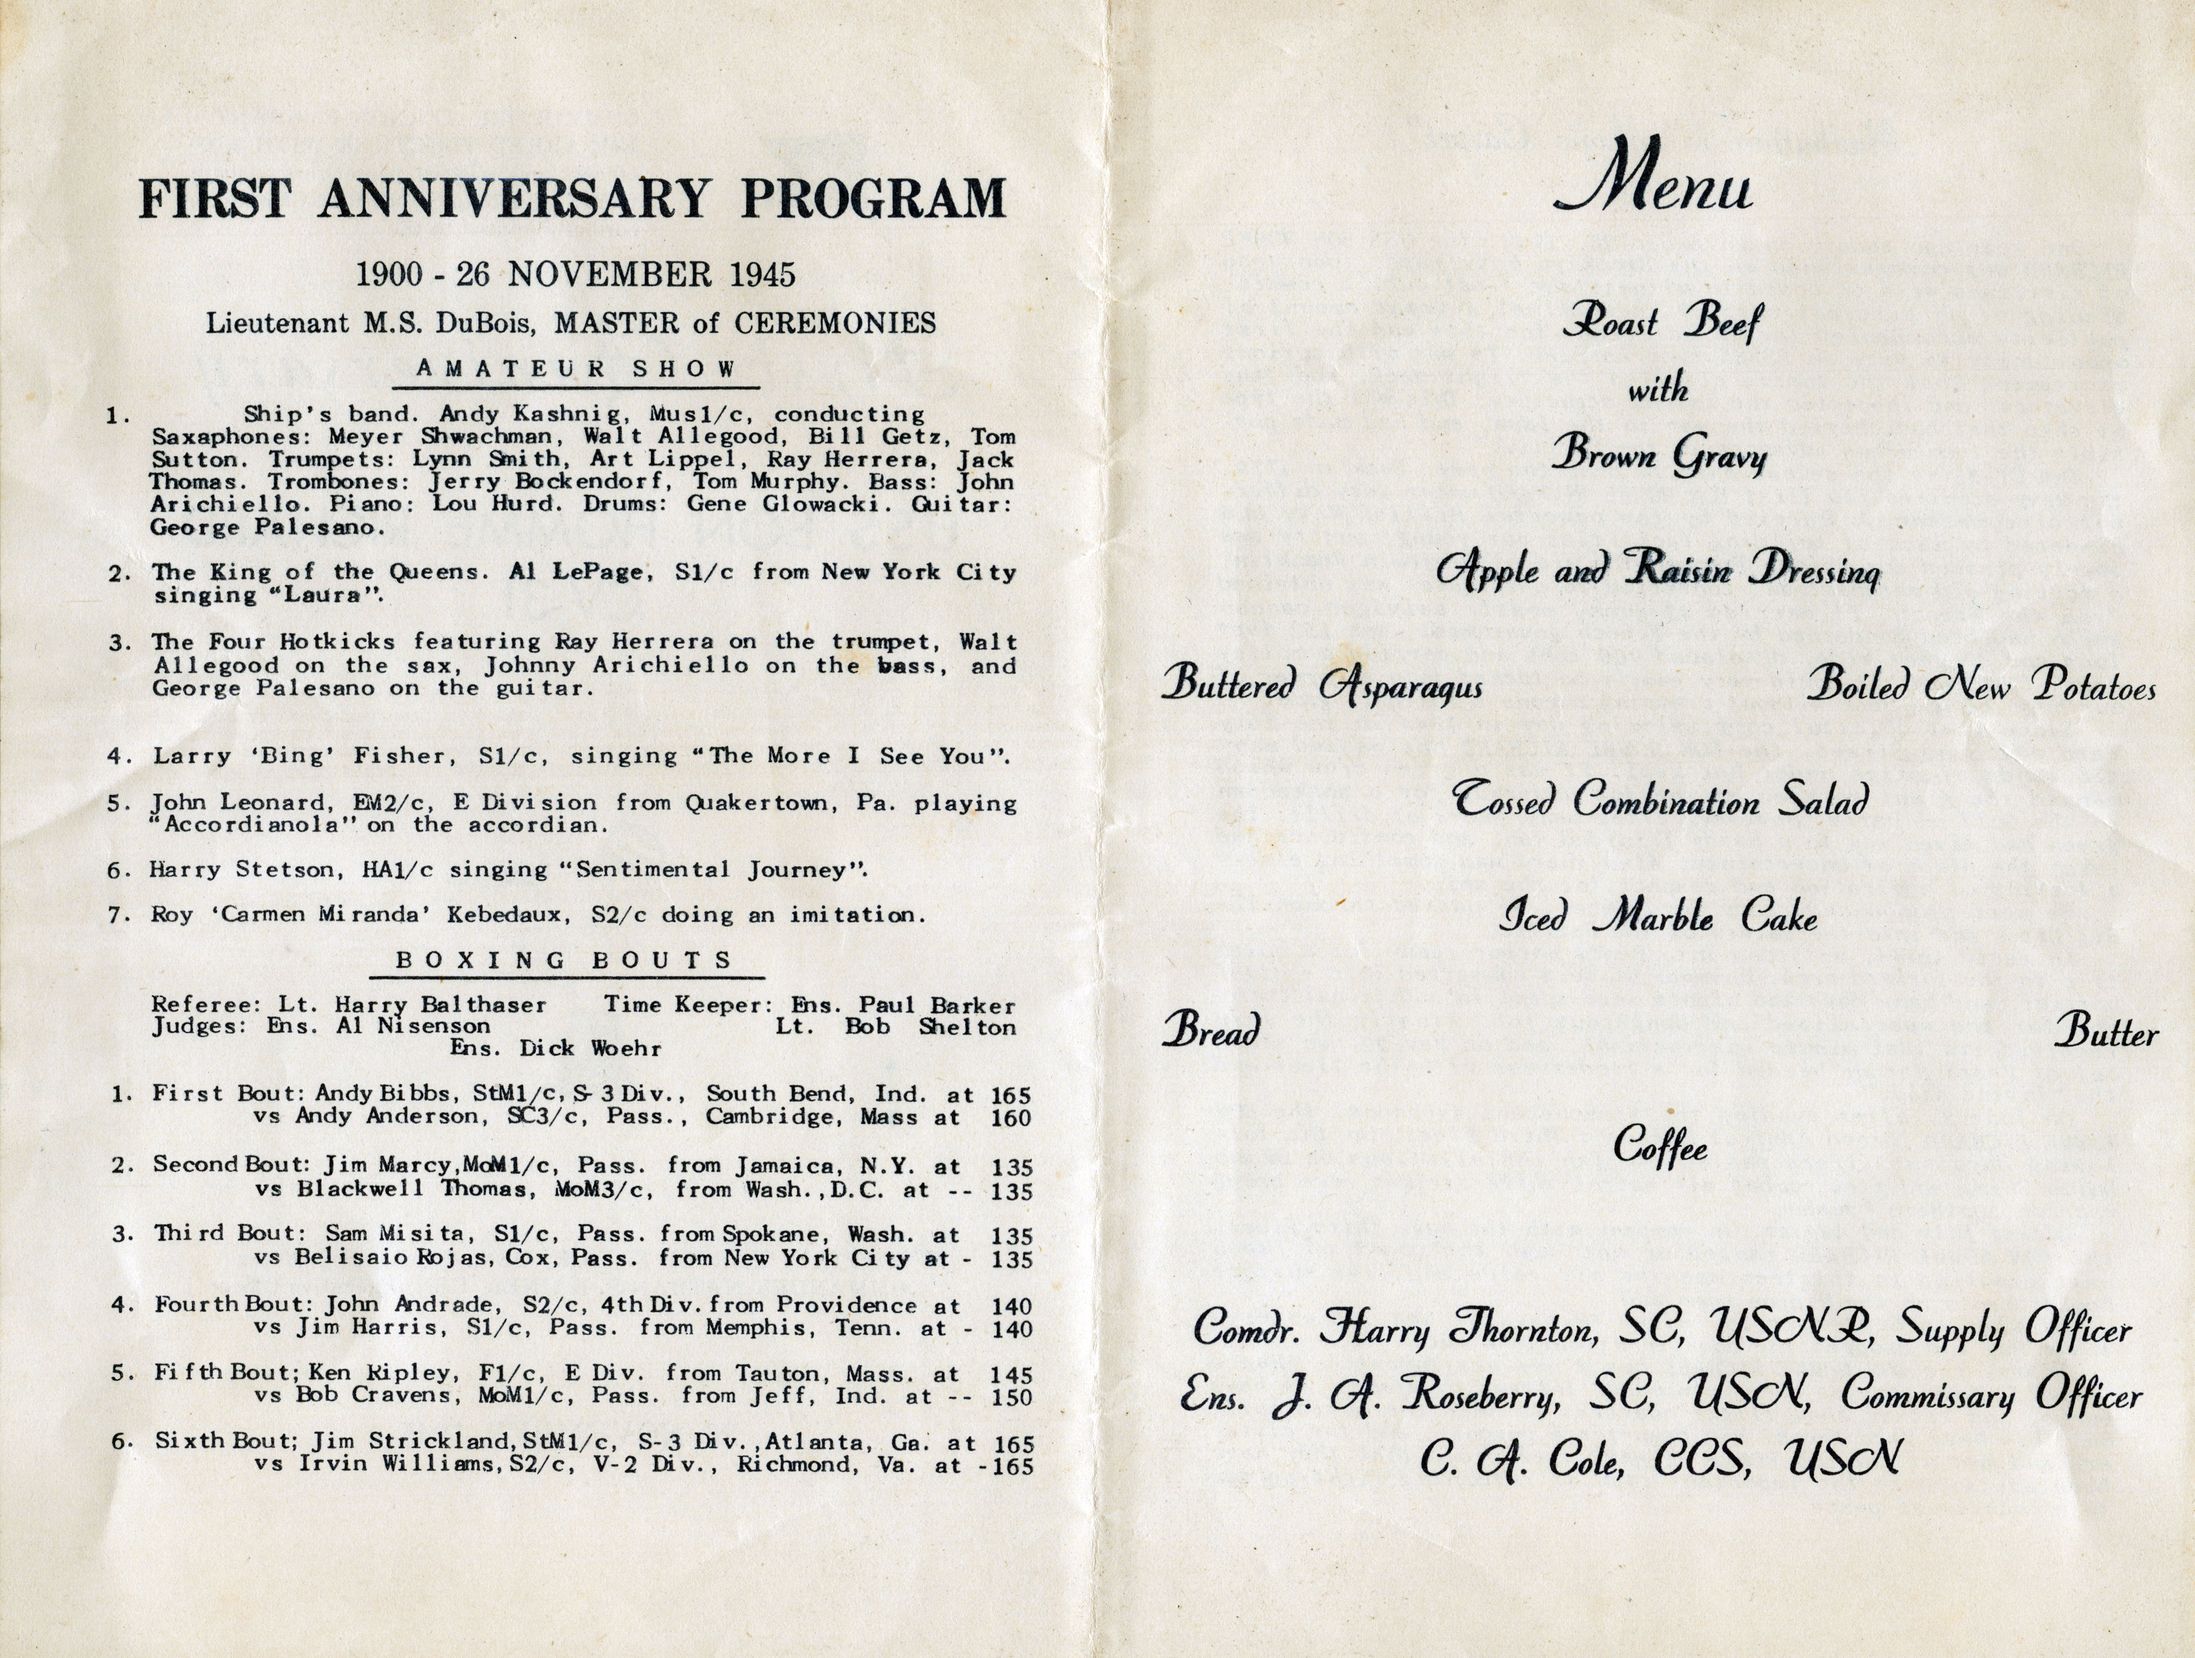 FIRST ANNIVERSARY PROGRAM
1900 - 26 NOVEMBER 1945
Lieutenant M.S. DuBois, MASTER of CEREMONIES
AMATEUR SHOW
1. Ship's band. Andy Kashnig, Mus1/c, conducting
Saxaphones: Meyer Shwachman, Walt Allegood, Bill Getz, Tom
Sutton. Trumpets: Lynn Smith, Art Lippel, Ray Herrera, Jack
Thomas. Trombones: Jerry Bockendorf, Tom Murphy. Bass: John
Arichiello. Piano: Lou Hurd. Drums: Gene Glowacki. Guitar:
George Palesano.
2. The King of the Queens. Al LePage, S1/c from New York City
singing "Laura".
3. The Four Hotkicks featuring Ray Herrera on the trumpet, Walt
Allegood on the sax, Johnny Arichiello on the bass, and
George Palesano on the guitar.
4. Larry 'Bing' Fisher, S1/c, singing "The More I See You".
5. John Leonard, EM2/c, E Division from Quakertown, Pa. playing
"Accordianola" on the accordian.
6. Harry Stetson, HA1/c singing "Sentimental Journey".
7. Roy 'Carmen Miranda' Kebedaux, S2/c doing an imitation.
BOXING BOUTS
Referee: Lt. Harry Balthaser Time Keeper: Ens. Paul Barker
Judges: Ens. Al Nisenson Lt. Bob Shelton
Ens. Dick Woehr
1. First Bout: Andy Bibbs, StM1/c, S-3 Div., South Bend, Ind. at 165
vs Andy Anderson, SC3/c, Pass., Cambridge, Mass at 160
2. Second Bout: Jim Marcy, MoM1/c, Pass. from Jamaica, N.Y. at 135
vs Blackwell Thomas, MoM3/c, from Wash., D.C. at -- 135
3. Third Bout: Sam Misita, S1/c, Pass. from Spokane, Wash. at 135
vs Belisaio Rojas, Cox, Pass. from New York City at - 135
4. Fourth Bout: John Andrade, S2/c, 4th Div. from Providence at 140
vs Jim Harris, S1/c, Pass. from Memphis, Tenn. at - 140
5. Fifth Bout; Ken Ripley, F1/c, E Div. from Tauton, Mass. at 145
vs Bob Cravens, MoM1/c, Pass. from Jeff, Ind. at -- 150
6. Sixth Bout; Jim Strickland, StM1/c, S-3 Div., Atlanta, Ga. at 165
vs Irvin Williams, S2/c, V-2 Div., Richmond, Va. at -165
Menu
Roast Beef
with
Brown Gravy
Apple and Raisin Dressing
Buttered Asparagus Boiled New Potatoes
Tossed Combination Salad
Iced Marble Cake
Bread Butter
Coffee
Comdr. Harry Thornton, SC, USNR, Supply Officer
Ens. J. A. Roseberry, SC, USN, Commissary Officer
C. A. Cole, CCS, USN